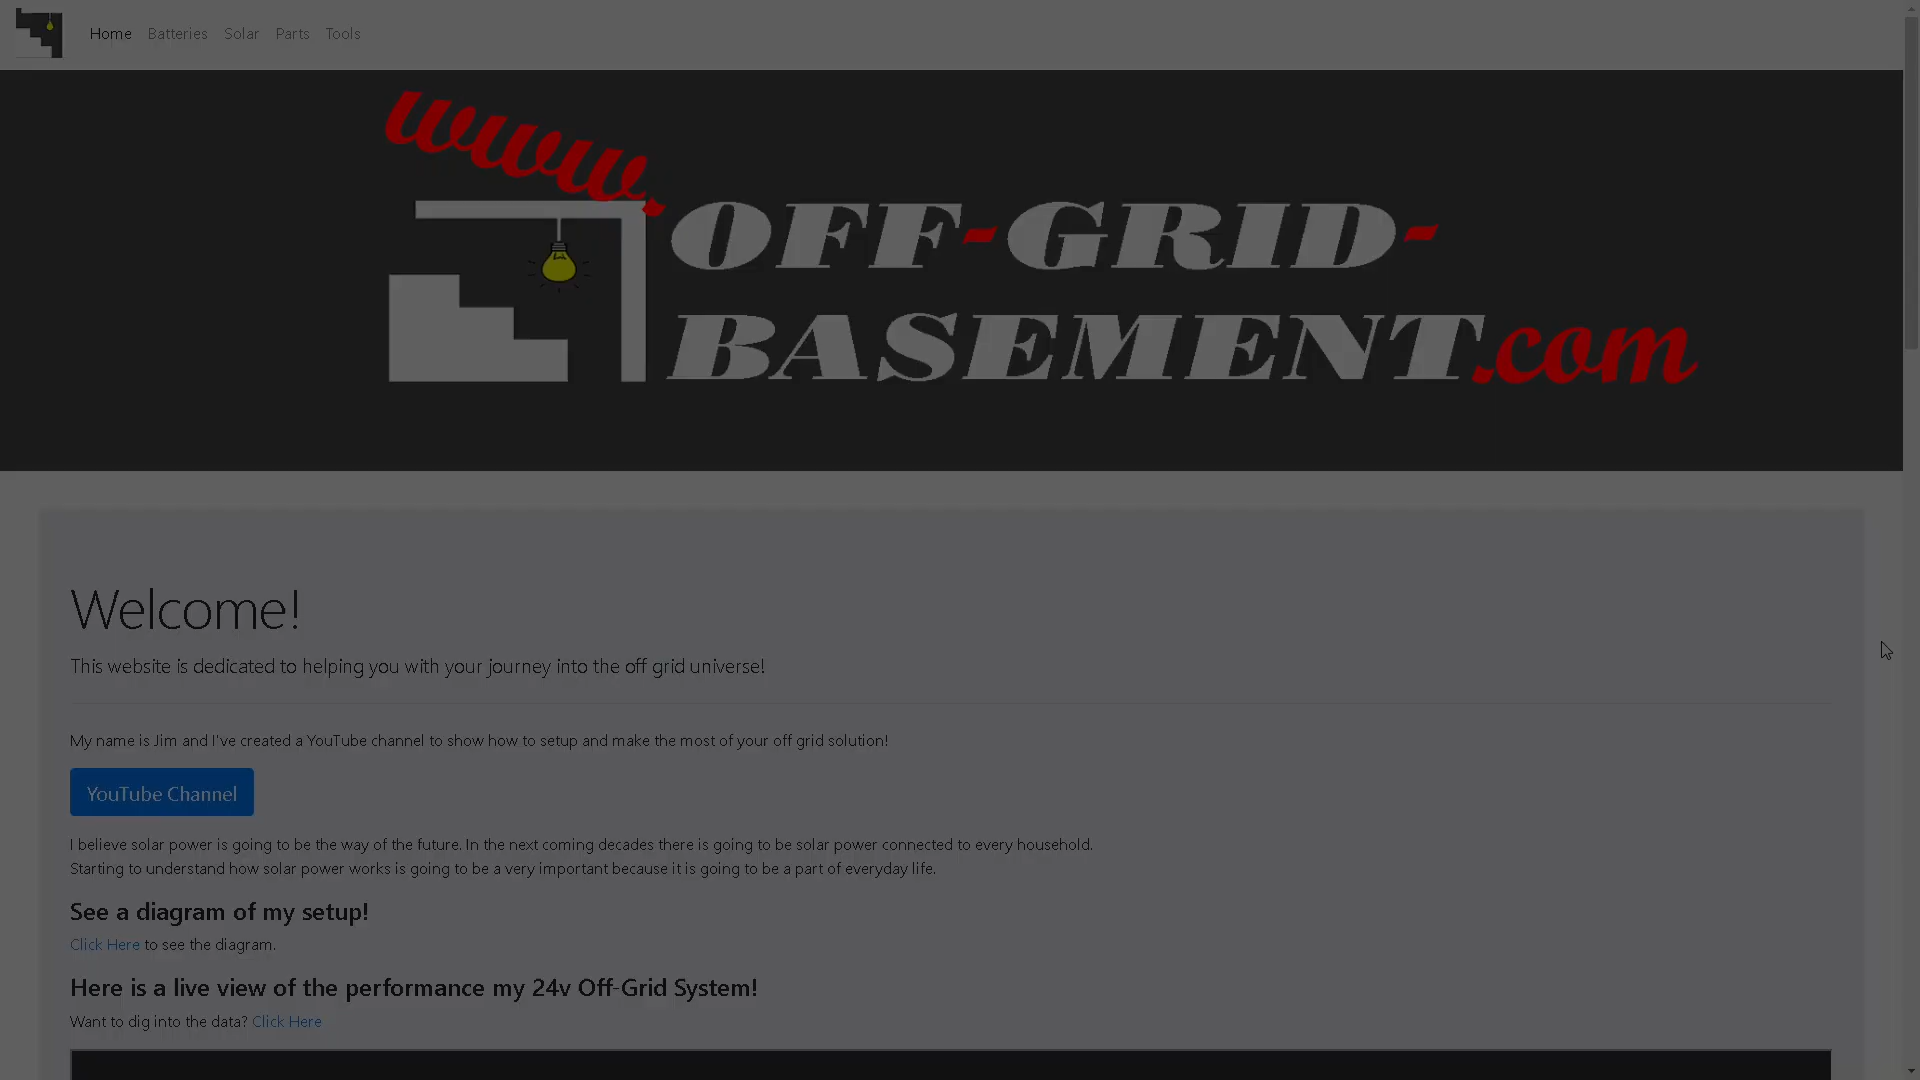 Home Batteries Solar Parts Tools
www.
OFF-GRID-
BASEMENT.com
Welcome!
This website is dedicated to helping you with your journey into the off grid universe!
My name is Jim and I've created a YouTube channel to show how to setup and make the most of your off grid solution!
YouTube Channel
I believe solar power is going to be the way of the future. In the next coming decades there is going to be solar power connected to every household.
Starting to understand how solar power works is going to be a very important because it is going to be a part of everyday life.
See a diagram of my setup!
Click Here to see the diagram.
Here is a live view of the performance my 24v Off-Grid System!
Want to dig into the data? Click Here